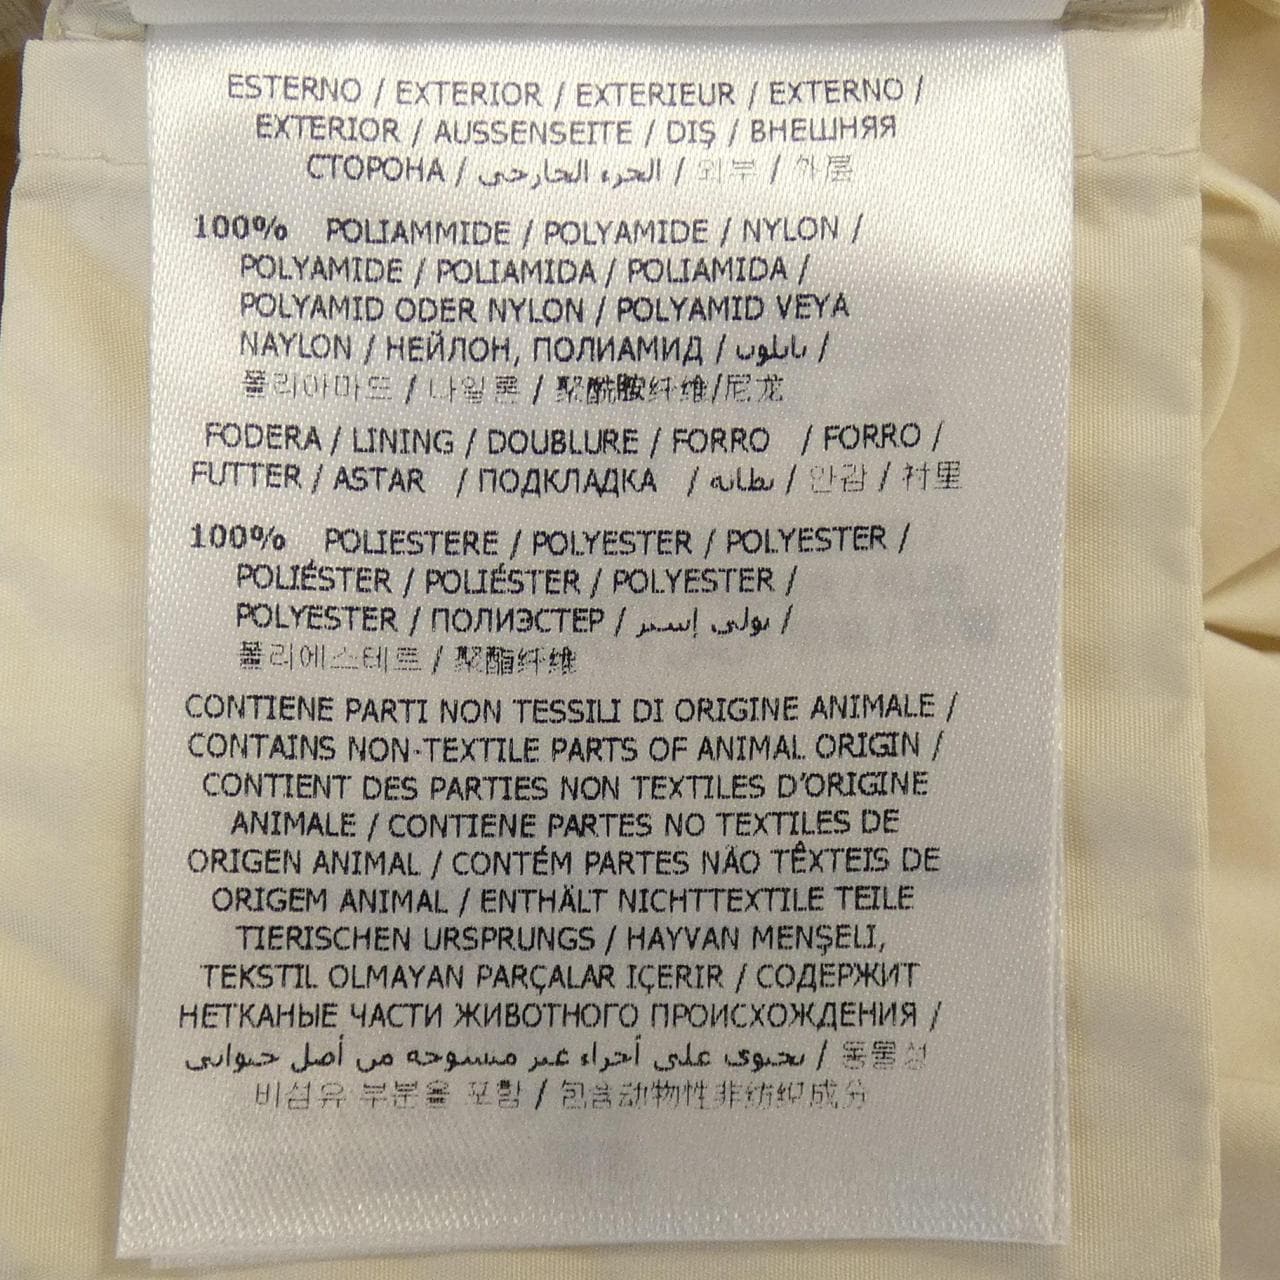 ESTERNO / EXTERIOR / EXTERIEUR / EXTERNO /
EXTERIOR / AUSSENSEITE / DIŞ / ВНЕШНЯЯ
СТОРОНА / الجزء الخارجي / 외부 / 外层
100% POLIAMMIDE / POLYAMIDE / NYLON /
POLYAMIDE / POLIAMIDA / POLIAMIDA /
POLYAMID ODER NYLON / POLYAMID VEYA
NAYLON / НЕЙЛОН, ПОЛИАМИД / نايلون /
폴리아마드 / 나일론 / 聚酰胺纤维/尼龙
FODERA / LINING / DOUBLURE / FORRO / FORRO /
FUTTER / ASTAR / ПОДКЛАДКА / بطانة / 안감 / 衬里
100% POLIESTERE / POLYESTER / POLYESTER /
POLIÉSTER / POLIÉSTER / POLYESTER /
POLYESTER / ПОЛИЭСТЕР / بولي إستر /
폴리에스테르 / 聚酯纤维
CONTIENE PARTI NON TESSILI DI ORIGINE ANIMALE /
CONTAINS NON-TEXTILE PARTS OF ANIMAL ORIGIN /
CONTIENT DES PARTIES NON TEXTILES D'ORIGINE
ANIMALE / CONTIENE PARTES NO TEXTILES DE
ORIGEN ANIMAL / CONTÉM PARTES NÃO TÊXTEIS DE
ORIGEM ANIMAL / ENTHÄLT NICHTTEXTILE TEILE
TIERISCHEN URSPRUNGS / HAYVAN MENŞELİ,
TEKSTİL OLMAYAN PARÇALAR İÇERİR / СОДЕРЖИТ
НЕТКАНЫЕ ЧАСТИ ЖИВОТНОГО ПРОИСХОЖДЕНИЯ /
يحتوي على أجزاء غير منسوجة من أصل حيواني / 동물성
비섬유 부분을 포함 / 包含动物性非纺织成分